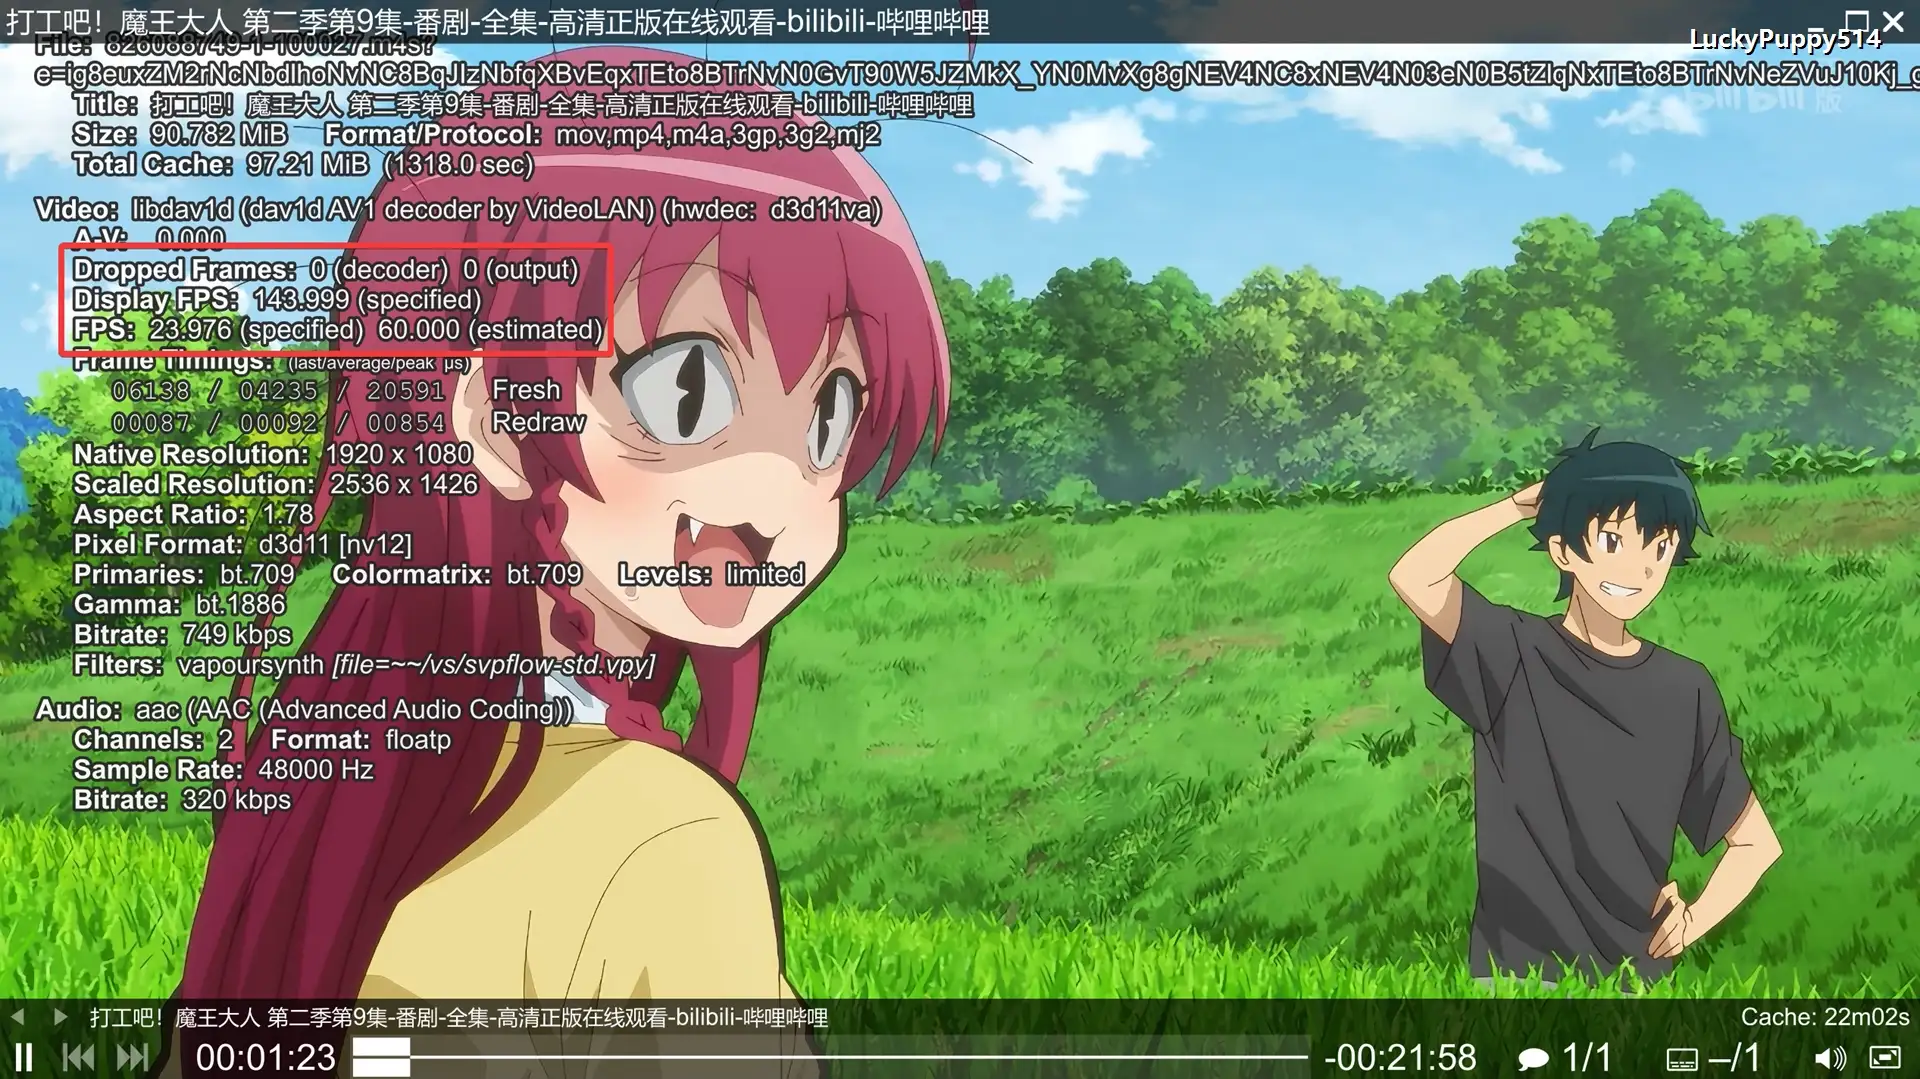 打工吧！魔王大人 第二季第9集-番剧-全集-高清正版在线观看-bilibili-哔哩哔哩
LuckyPuppy514
File: 826088749-1-100027.m4s?
e=ig8euxZM2rNcNbdlhoNvNC8BqJIzNbfqXBvEqxTEto8BTrNvN0GvT90W5JZMkX_YN0MvXg8gNEV4NC8xNEV4N03eN0B5tZlqNxTEto8BTrNvNeZVuJ10Kj_g
Title: 打工吧！魔王大人 第二季第9集-番剧-全集-高清正版在线观看-bilibili-哔哩哔哩
Size: 90.782 MiB Format/Protocol: mov,mp4,m4a,3gp,3g2,mj2
Total Cache: 97.21 MiB (1318.0 sec)
Video: libdav1d (dav1d AV1 decoder by VideoLAN) (hwdec: d3d11va)
A-V: 0.000
Dropped Frames: 0 (decoder) 0 (output)
Display FPS: 143.999 (specified)
FPS: 23.976 (specified) 60.000 (estimated)
Frame Timings: (last/average/peak μs)
06138 / 04235 / 20591 Fresh
00087 / 00092 / 00854 Redraw
Native Resolution: 1920 x 1080
Scaled Resolution: 2536 x 1426
Aspect Ratio: 1.78
Pixel Format: d3d11 [nv12]
Primaries: bt.709 Colormatrix: bt.709 Levels: limited
Gamma: bt.1886
Bitrate: 749 kbps
Filters: vapoursynth [file=~~/vs/svpflow-std.vpy]
Audio: aac (AAC (Advanced Audio Coding))
Channels: 2 Format: floatp
Sample Rate: 48000 Hz
Bitrate: 320 kbps
打工吧！魔王大人 第二季第9集-番剧-全集-高清正版在线观看-bilibili-哔哩哔哩
Cache: 22m02s
00:01:23
-00:21:58
1/1
–/1